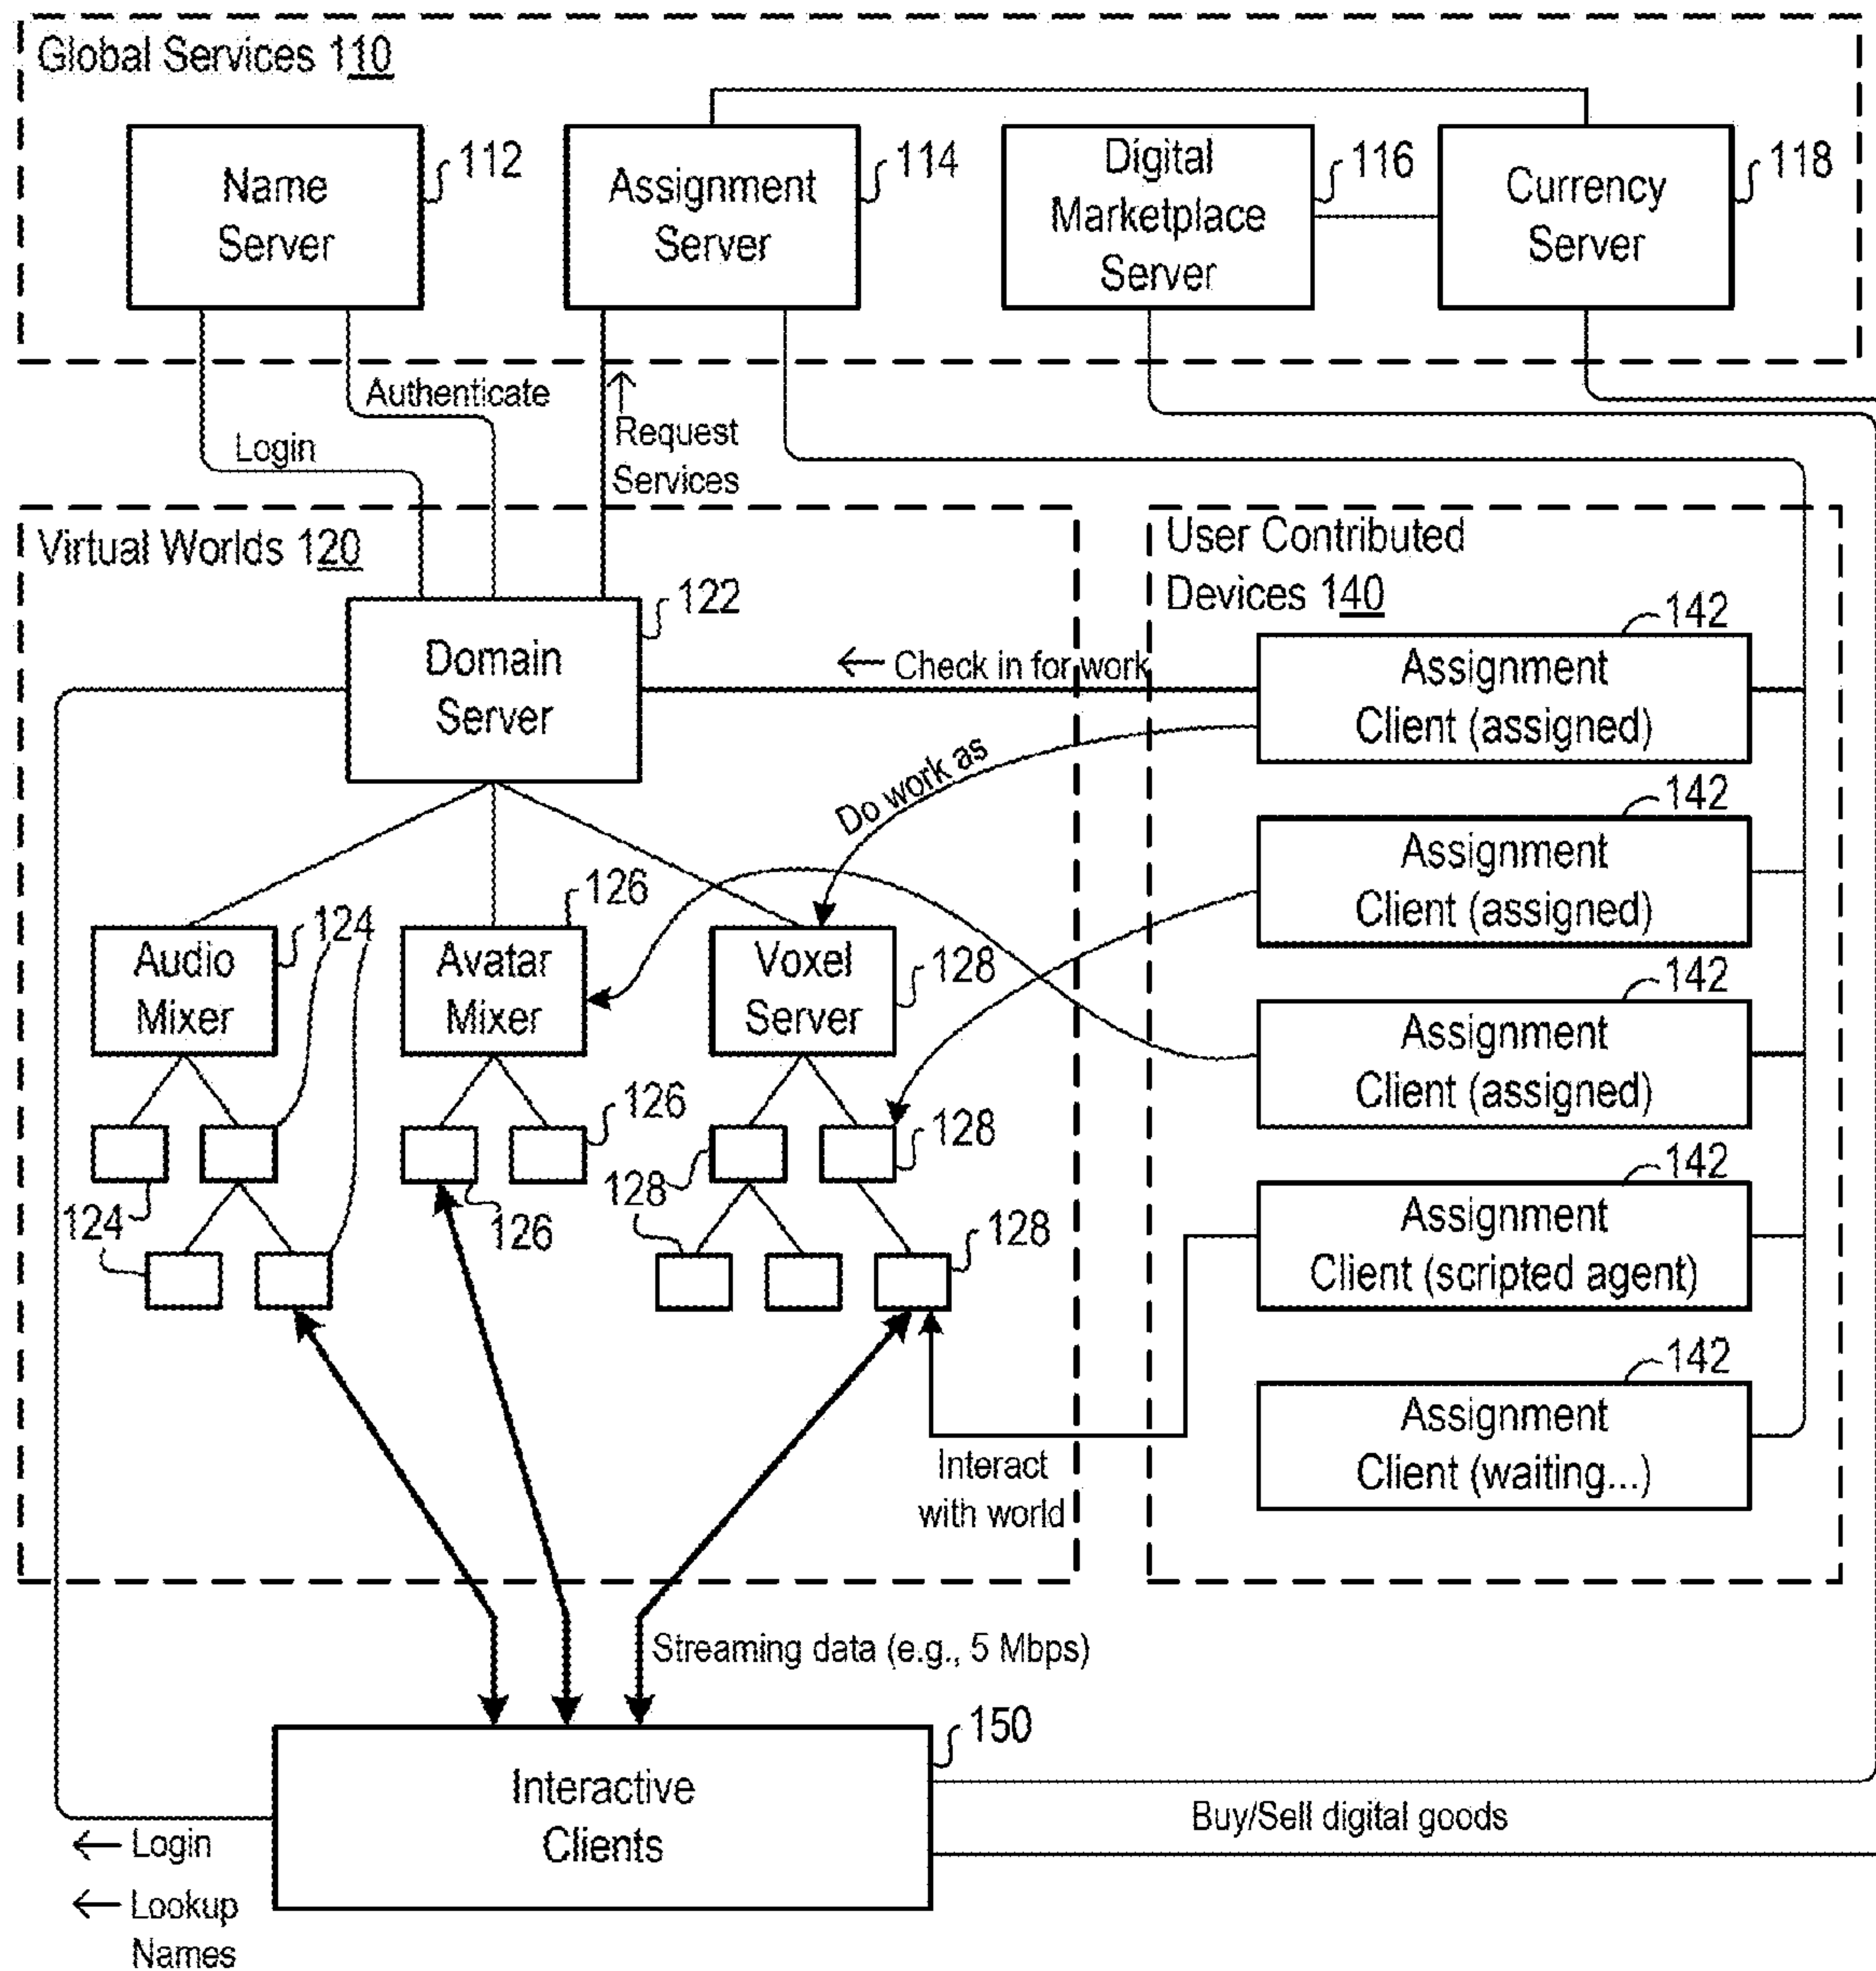 Global Services 110
Name
Server
112
Assignment
Server
114
Digital
Marketplace
Server
116
Currency
Server
118
Authenticate
Login
Request
Services
Virtual Worlds 120
User Contributed
Devices 140
Domain
Server
122
Check in for work
Do work as
142
Assignment
Client (assigned)
142
Assignment
Client (assigned)
142
Assignment
Client (assigned)
142
Assignment
Client (scripted agent)
142
Assignment
Client (waiting...)
Audio
Mixer
124
Avatar
Mixer
126
Voxel
Server
128
126
128
124
126
128
124
128
128
Interact
with world
Streaming data (e.g., 5 Mbps)
Interactive
Clients
150
Buy/Sell digital goods
Login
Lookup
Names